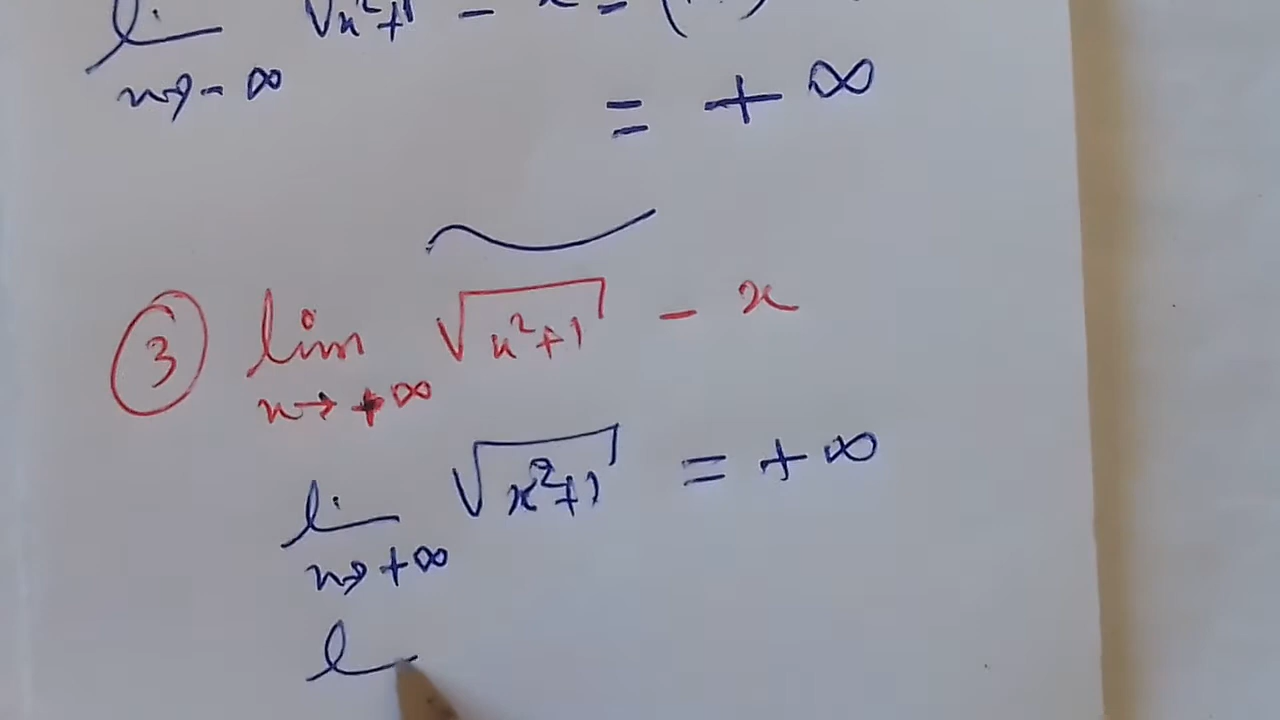 lim √x²+1 - x = (
x→-∞
= +∞
③ lim √x²+1 - x
x→+∞
lim √x²+1 = +∞
x→+∞
l